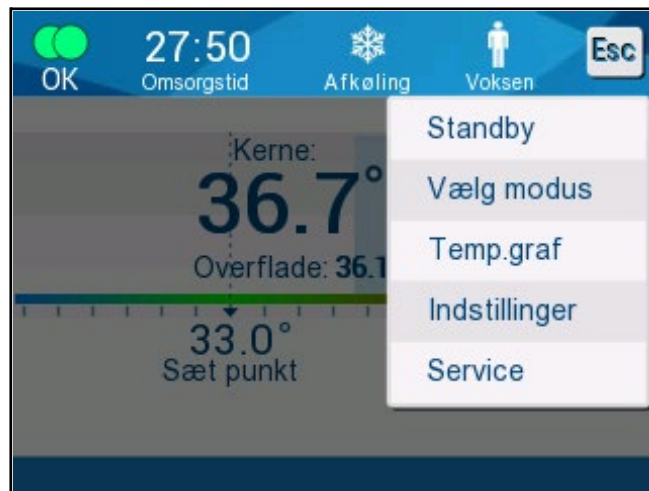 27:50
Esc
OK
Omsorgstid
Afkøling
Voksen
Kerne:
36.7°
Overflade: 36.1
33.0°
Sæt punkt
Standby
Vælg modus
Temp.graf
Indstillinger
Service